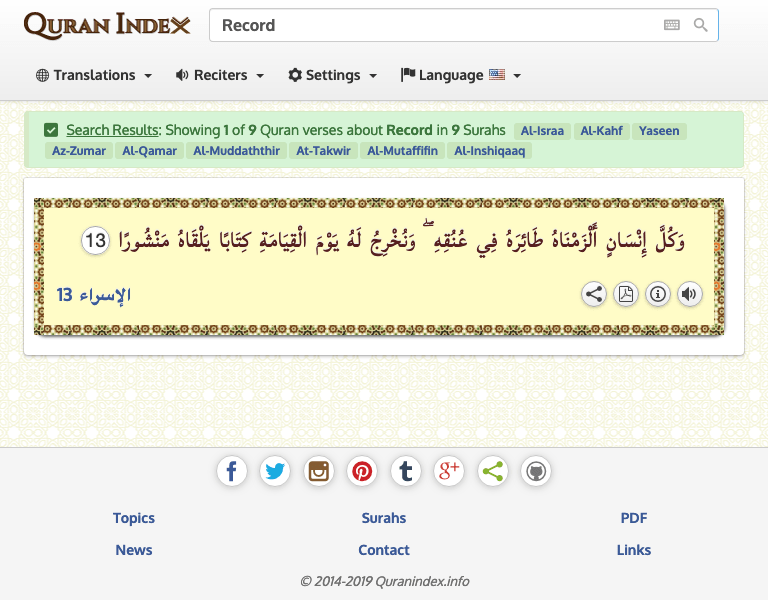 QURAN INDEX
Record
Translations Reciters Settings Language
Search Results: Showing 1 of 9 Quran verses about Record in 9 Surahs Al-Israa Al-Kahf Yaseen
Az-Zumar Al-Qamar Al-Muddaththir At-Takwir Al-Mutaffifin Al-Inshiqaaq
وَكُلَّ إِنْسَانٍ أَلْزَمْنَاهُ طَائِرَهُ فِي عُنُقِهِ ۖ وَنُخْرِجُ لَهُ يَوْمَ الْقِيَامَةِ كِتَابًا يَلْقَاهُ مَنْشُورًا 13
الإسراء 13
Topics Surahs PDF
News Contact Links
© 2014-2019 Quranindex.info